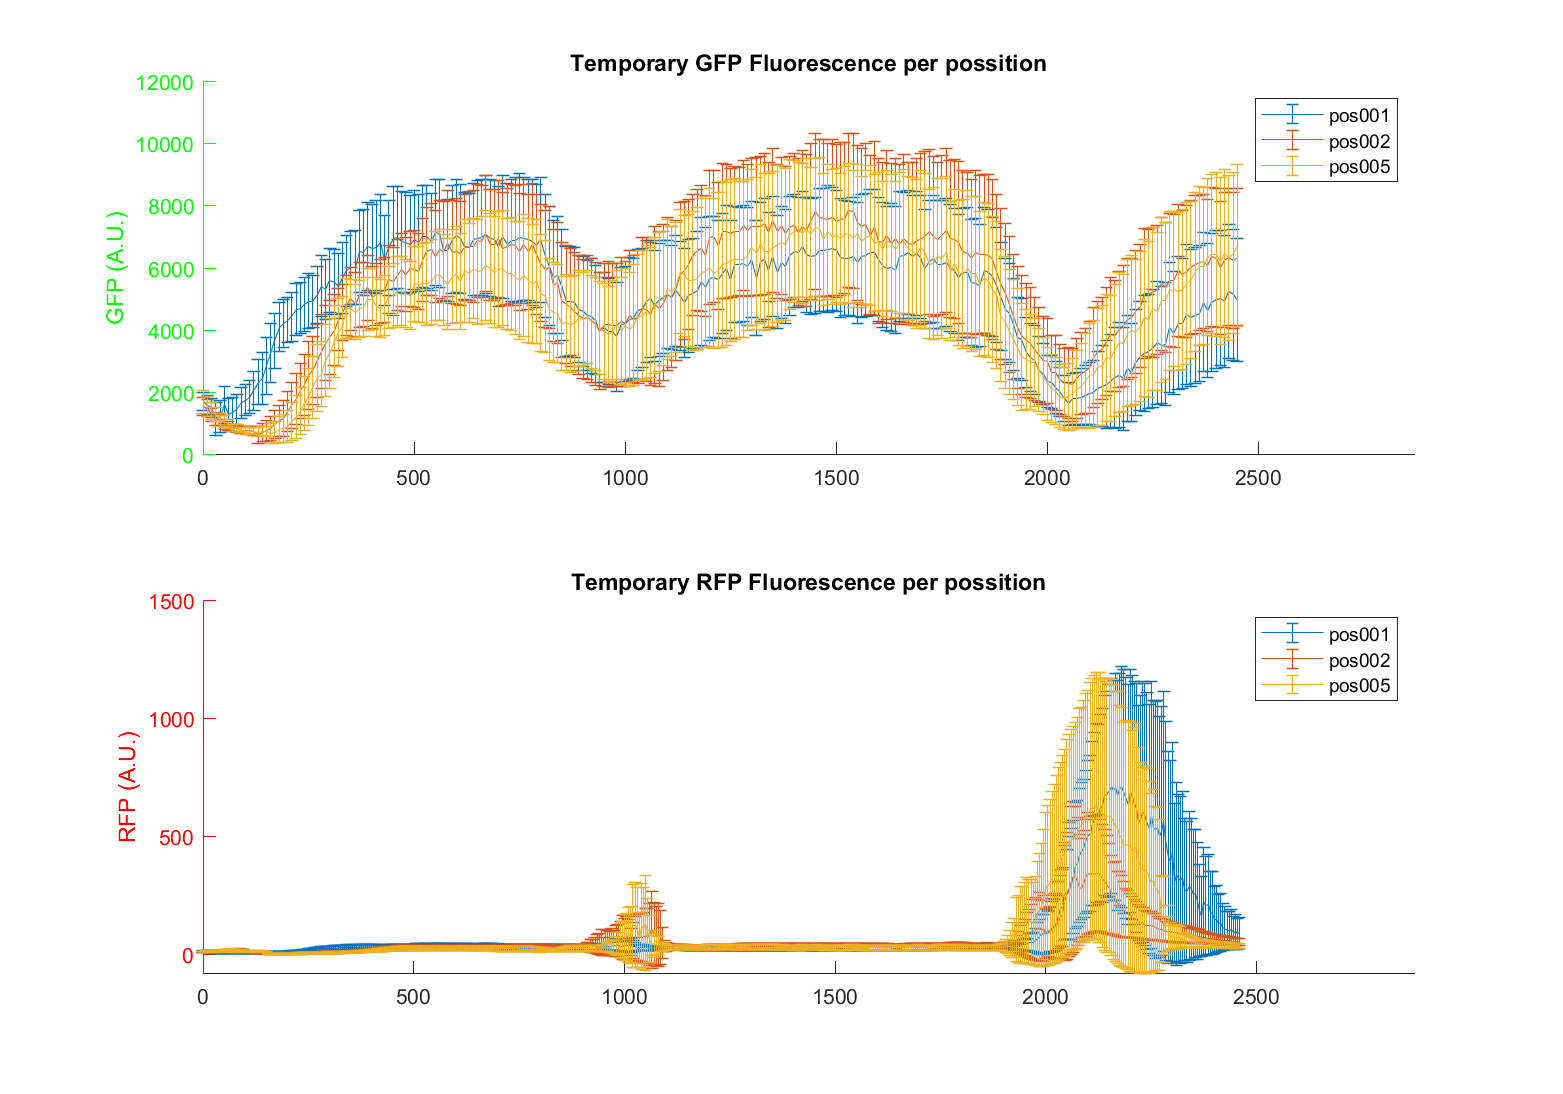 Temporary GFP Fluorescence per possition
12000
10000
8000
6000
4000
2000
0
GFP (A.U.)
pos001
pos002
pos005
0 500 1000 1500 2000 2500
Temporary RFP Fluorescence per possition
1500
1000
500
0
RFP (A.U.)
pos001
pos002
pos005
0 500 1000 1500 2000 2500